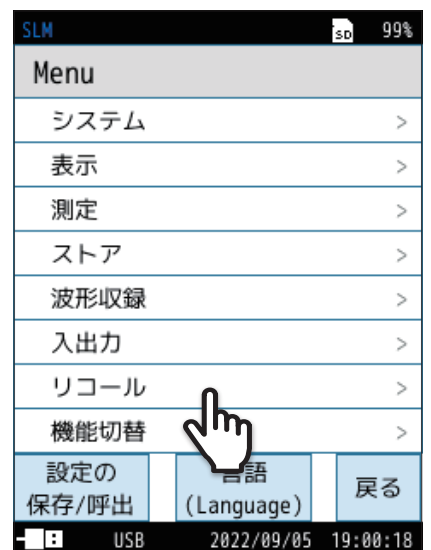 SLM SD 99%
Menu
システム >
表示 >
測定 >
ストア >
波形収録 >
入出力 >
リコール >
機能切替 >
設定の
保存/呼出
言語
(Language)
戻る
USB 2022/09/05 19:00:18